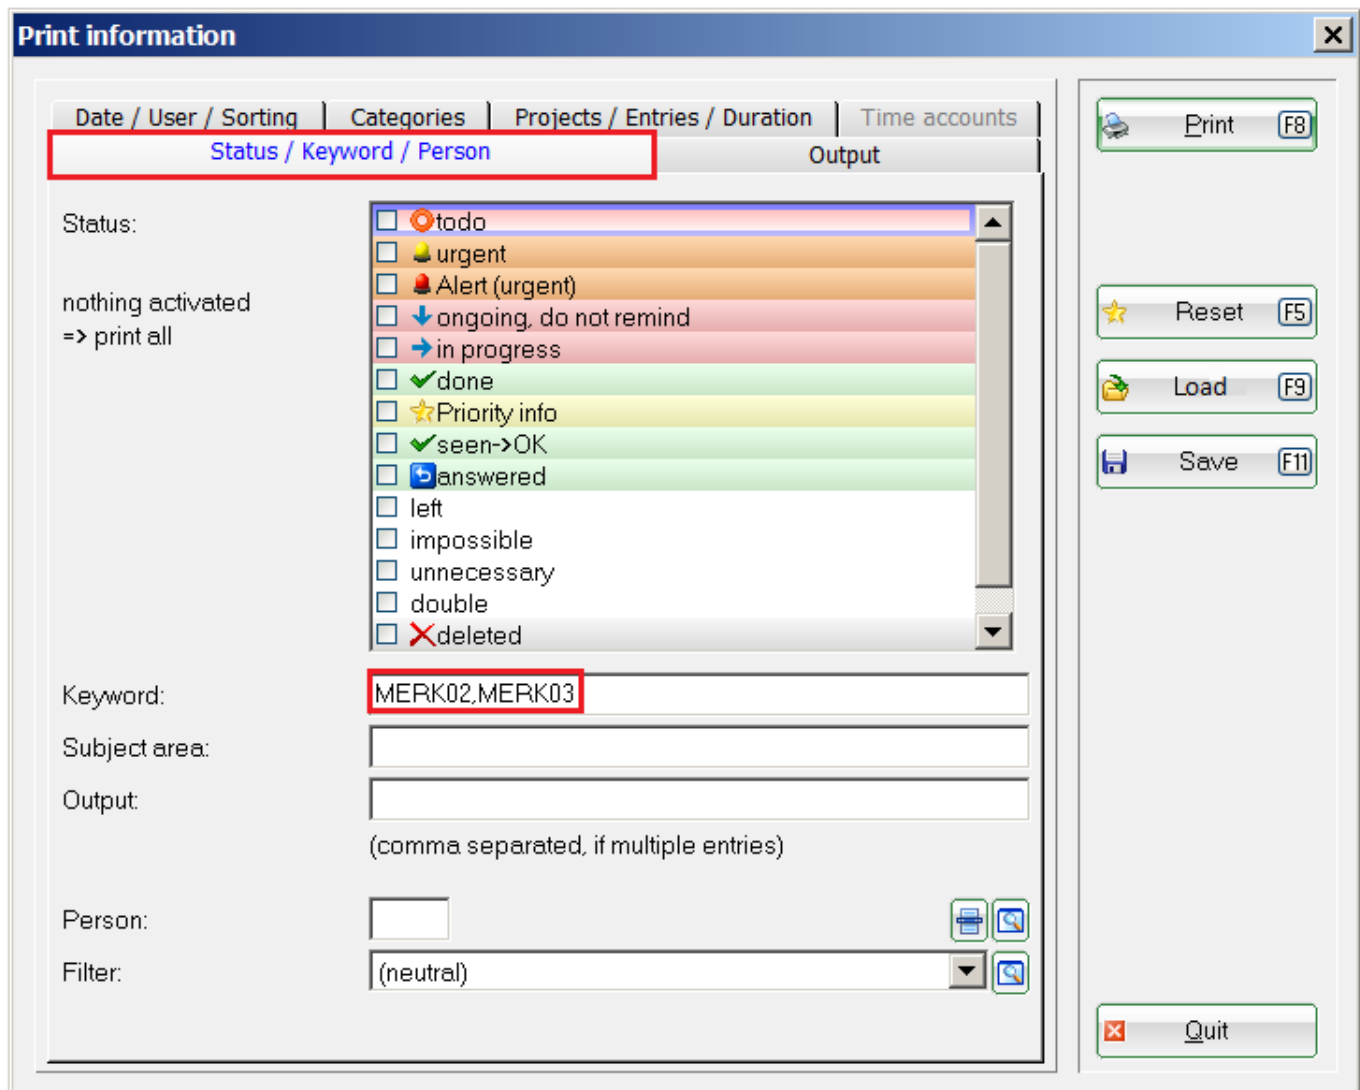 Print information
Date / User / Sorting
Categories
Projects / Entries / Duration
Time accounts
Status / Keyword / Person
Output
Status:
nothing activated
=> print all
todo
urgent
Alert (urgent)
ongoing, do not remind
in progress
done
Priority info
seen->OK
answered
left
impossible
unnecessary
double
deleted
Keyword:
MERK02,MERK03
Subject area:
Output:
(comma separated, if multiple entries)
Person:
Filter:
(neutral)
Print F8
Reset F5
Load F9
Save F11
Quit